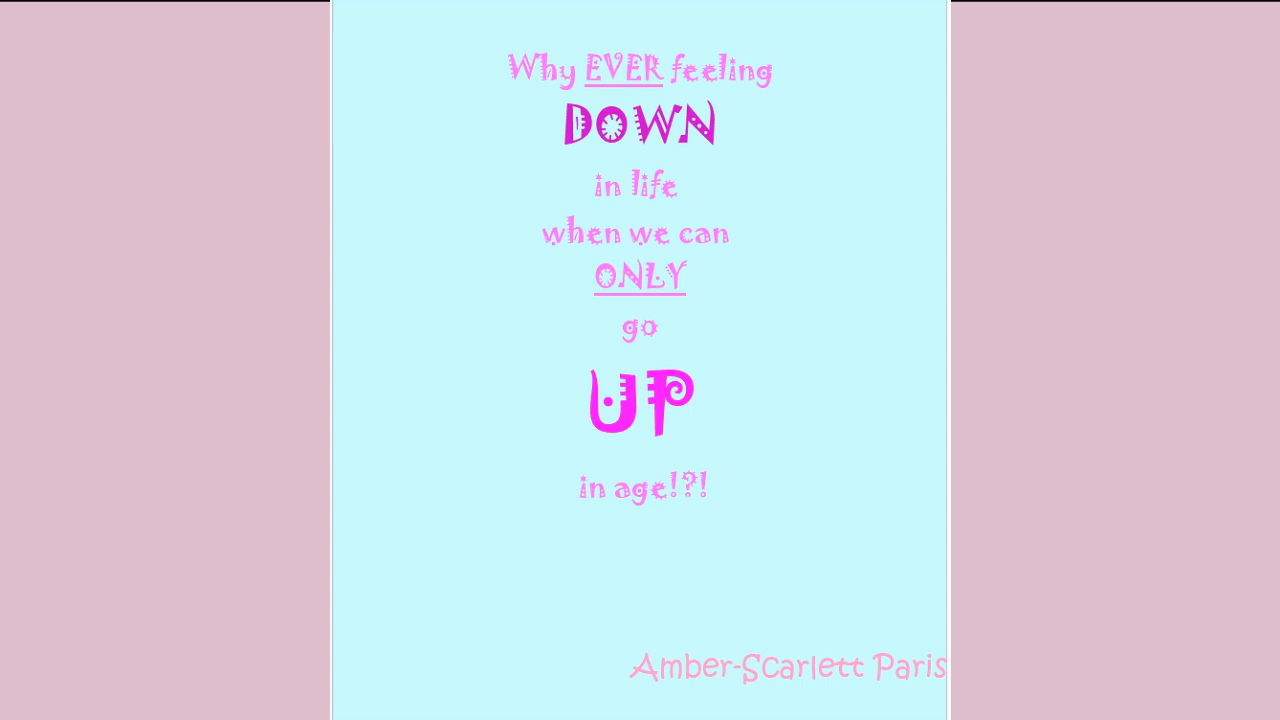 Why EVER feeling
DOWN
in life
when we can
ONLY
go
UP
in age!?!
Amber-Scarlett Paris